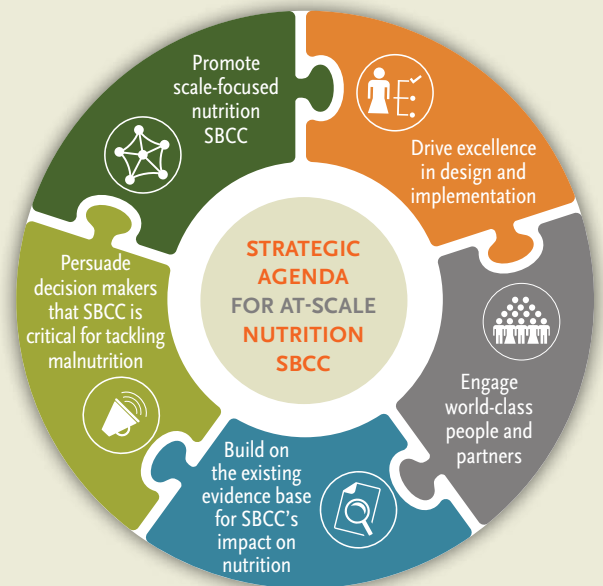 Promote
scale-focused
nutrition
SBCC
Drive excellence
in design and
implementation
Persuade
decision makers
that SBCC is
critical for tackling
malnutrition
STRATEGIC
AGENDA
FOR AT-SCALE
NUTRITION
SBCC
Engage
world-class
people and
partners
Build on
the existing
evidence base
for SBCC's
impact on
nutrition